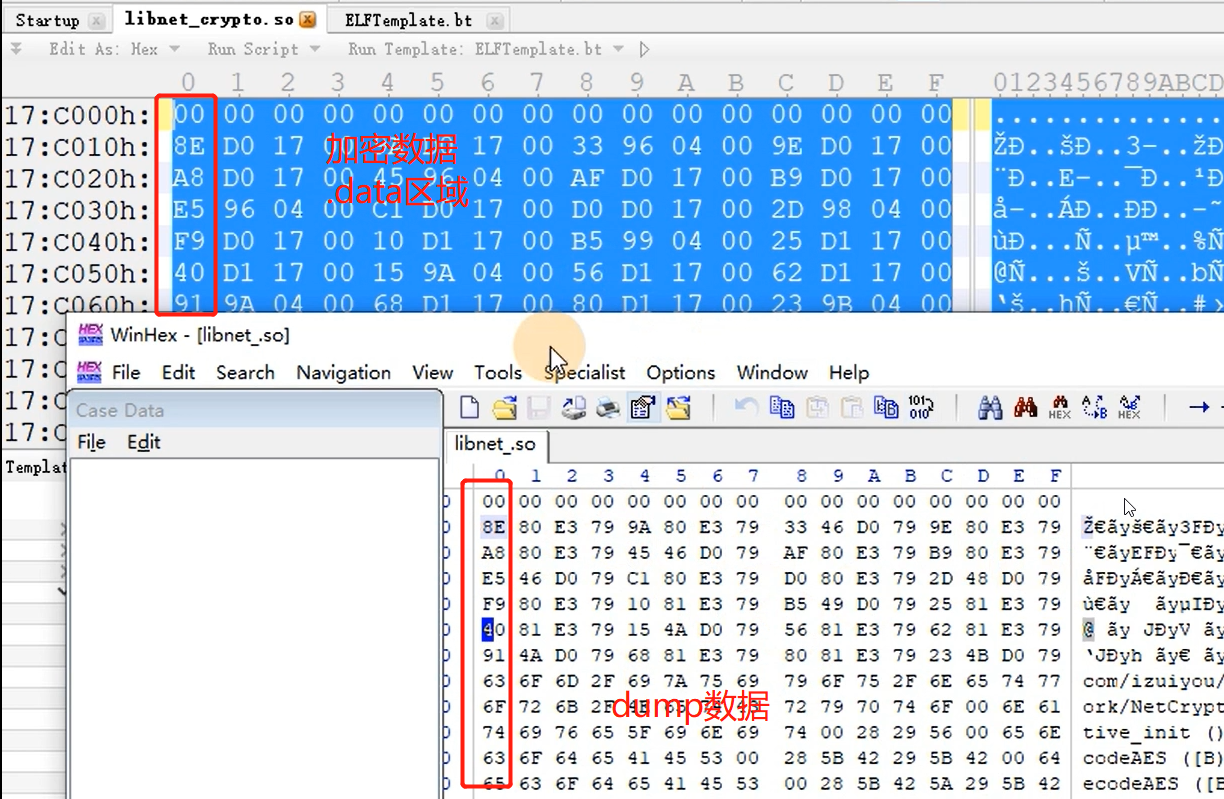 Startup libnet_crypto.so ELFTemplate.bt
Edit As: Hex Run Script Run Template: ELFTemplate.bt
0 1 2 3 4 5 6 7 8 9 A B C D E F 0123456789ABCD
17:C000h: 00 00 00 00 00 00 00 00 00 00 00 00 00 00 00 00 ..............
17:C010h: 8E D0 17 00 17 00 33 96 04 00 9E D0 17 00 ŽÐ..šÐ..3–..žÐ
加密数据
17:C020h: A8 D0 17 00 45 96 04 00 AF D0 17 00 B9 D0 17 00 ¨Ð..E–..¯Ð..¹Ð
.data区域
17:C030h: E5 96 04 00 C1 D0 17 00 D0 D0 17 00 2D 98 04 00 å–..ÁÐ..ÐÐ..-˜
17:C040h: F9 D0 17 00 10 D1 17 00 B5 99 04 00 25 D1 17 00 ùÐ...Ñ..µ™..%Ñ
17:C050h: 40 D1 17 00 15 9A 04 00 56 D1 17 00 62 D1 17 00 @Ñ...š..VÑ..bÑ
17:C060h: 91 9A 04 00 68 D1 17 00 80 D1 17 00 23 9B 04 00 ‘š..hÑ..€Ñ..#
17:C
17:C
17:C
17:C
Templat
WinHex - [libnet_.so]
File Edit Search Navigation View Tools Specialist Options Window Help
Case Data
File Edit
libnet_.so
0 1 2 3 4 5 6 7 8 9 A B C D E F
00 00 00 00 00 00 00 00 00 00 00 00 00 00 00 00
8E 80 E3 79 9A 80 E3 79 33 46 D0 79 9E 80 E3 79 Ž€ãyš€ãy3FÐy
A8 80 E3 79 45 46 D0 79 AF 80 E3 79 B9 80 E3 79 ¨€ãyEFÐy¯€ãy
E5 46 D0 79 C1 80 E3 79 D0 80 E3 79 2D 48 D0 79 åFÐyÁ€ãyÐ€ãy
F9 80 E3 79 10 81 E3 79 B5 49 D0 79 25 81 E3 79 ù€ãy ãyµIÐy
40 81 E3 79 15 4A D0 79 56 81 E3 79 62 81 E3 79 @ ãy JÐyV ãy
91 4A D0 79 68 81 E3 79 80 81 E3 79 23 4B D0 79 ‘JÐyh ãy€ ãy
63 6F 6D 2F 69 7A 75 69 79 6F 75 2F 6E 65 74 77 com/izuiyou/
6F 72 6B 2F 72 79 70 74 6F 00 6E 61 ork/NetCrypt
dump数据
74 69 76 65 5F 69 6E 69 74 00 28 29 56 00 65 6E tive_init ()
63 6F 64 65 41 45 53 00 28 5B 42 29 5B 42 00 64 codeAES ([B)
65 63 6F 64 65 41 45 53 00 28 5B 42 5A 29 5B 42 ecodeAES ([B